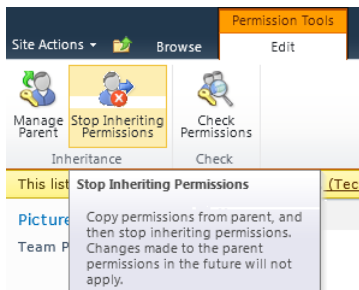 Permission Tools
Site Actions Browse Edit
Manage Parent
Stop Inheriting Permissions
Check Permissions
Inheritance Check
This list (Tec
Stop Inheriting Permissions
Picture
Team P
Copy permissions from parent, and
then stop inheriting permissions.
Changes made to the parent
permissions in the future will not
apply.